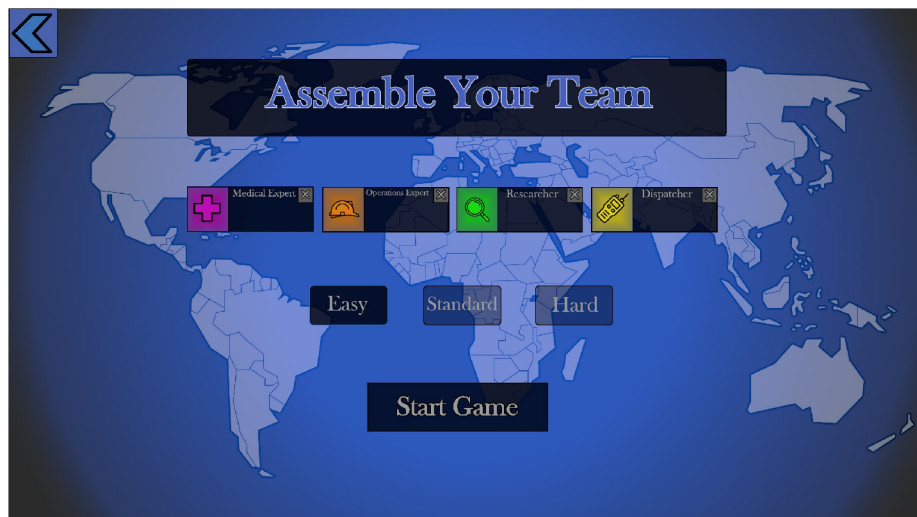 Assemble Your Team
Medical Expert
Operations Expert
Researcher
Dispatcher
Easy
Standard
Hard
Start Game